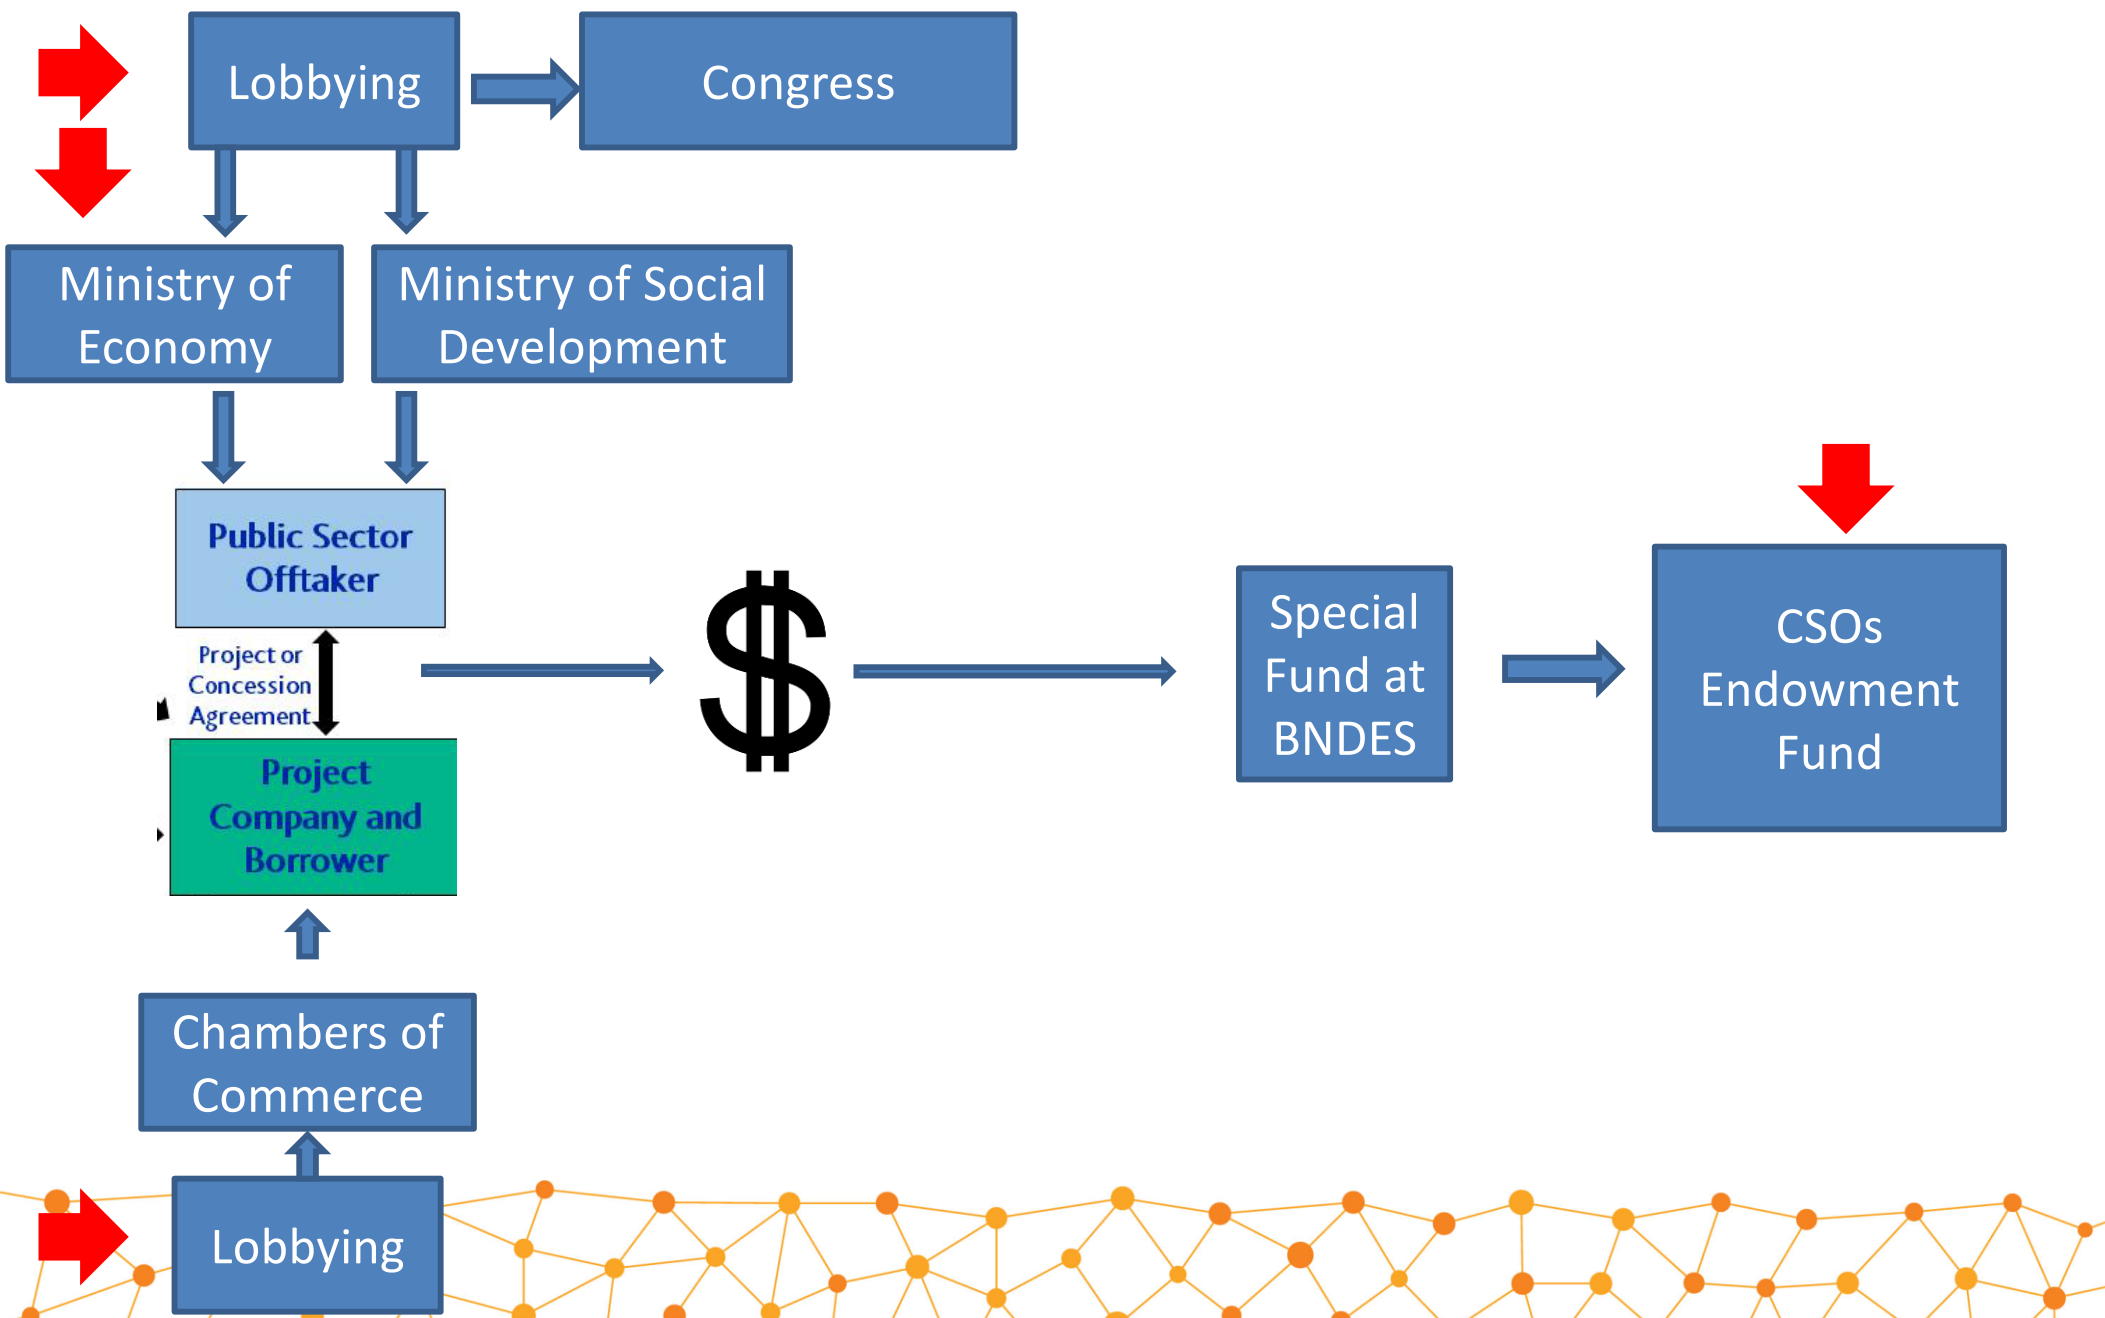 Lobbying
Congress
Ministry of
Economy
Ministry of Social
Development
Public Sector
Offtaker
Project or
Concession
Agreement
Project
Company and
Borrower
$
Special
Fund at
BNDES
CSOs
Endowment
Fund
Chambers of
Commerce
Lobbying